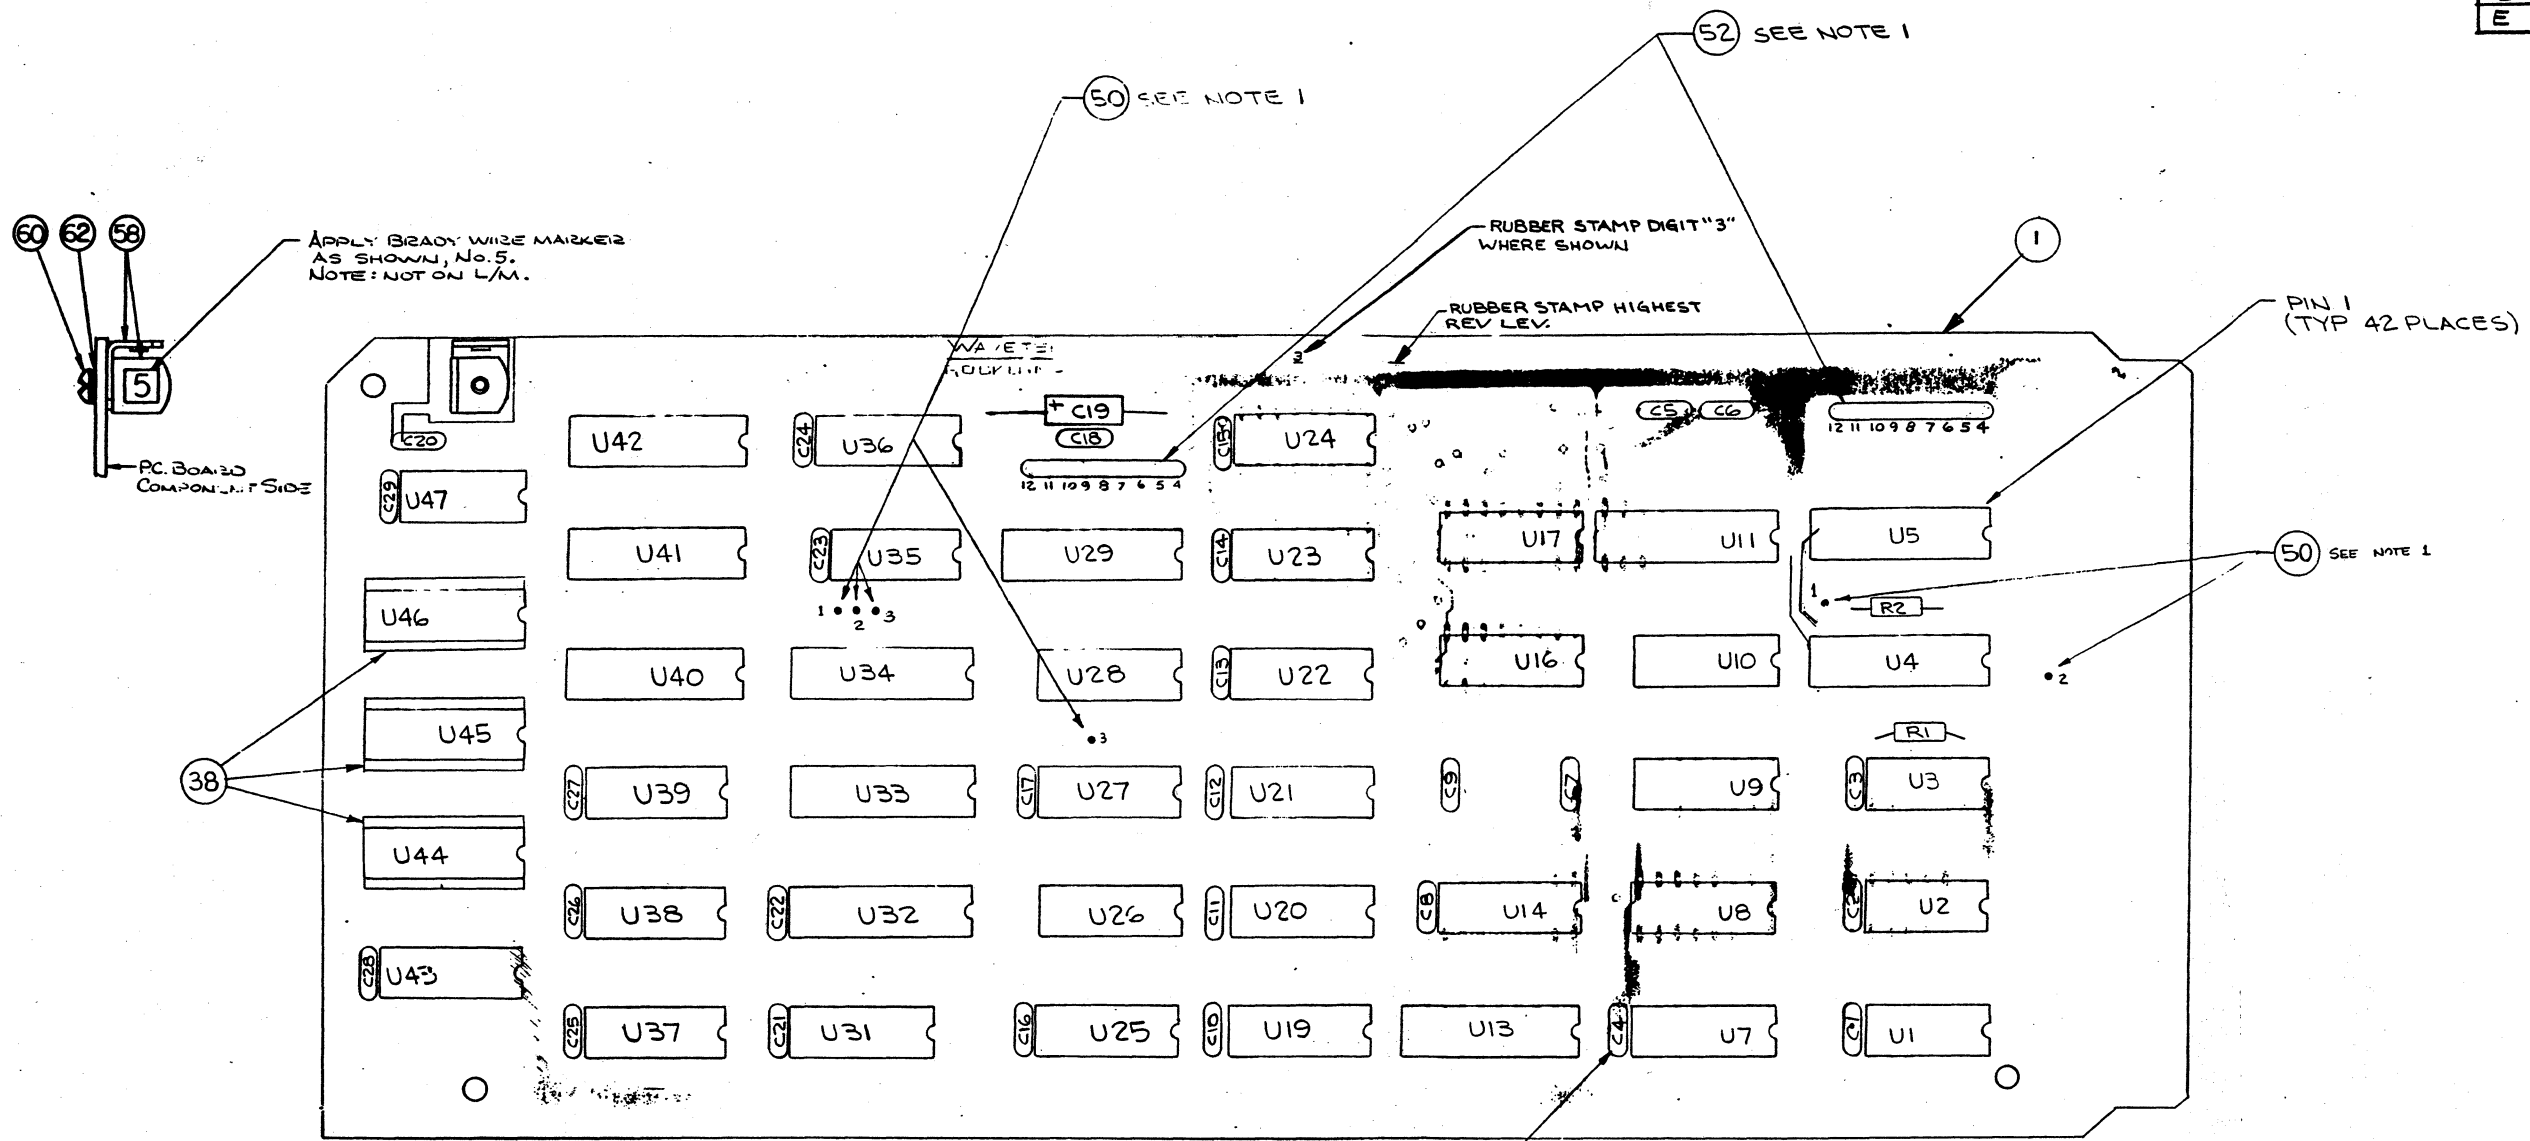 E
52 SEE NOTE 1
50 SEE NOTE 1
60 62 58
APPLY BRADY WIRE MARKER
AS SHOWN, No.5.
NOTE: NOT ON L/M.
RUBBER STAMP DIGIT "3"
WHERE SHOWN
1
RUBBER STAMP HIGHEST
REV LEV.
PIN 1
(TYP 42 PLACES)
5
P.C. BOARD
COMPONENT SIDE
3
2
C20
U42
C24 U36
+ C19
C18
C15 U24
C5 C6
12 11 10 9 8 7 6 5 4
12 11 10 9 8 7 6 5 4
C29 U47
U41
C23 U35
U29
C14 U23
U17
U11
U5
50 SEE NOTE 1
1 2 3
1
R2
U46
U40
U34
U28
C13 U22
U16
U10
U4
2
3
R1
38
U45
C27 U39
U33
C17 U27
C12 U21
C9
C7
U9
C3 U3
U44
C26 U38
C22 U32
U26
C11 U20
C8 U14
U8
C2 U2
C28 U43
C25 U37
C21 U31
C16 U25
C10 U19
U13
C4 U7
C1 U1